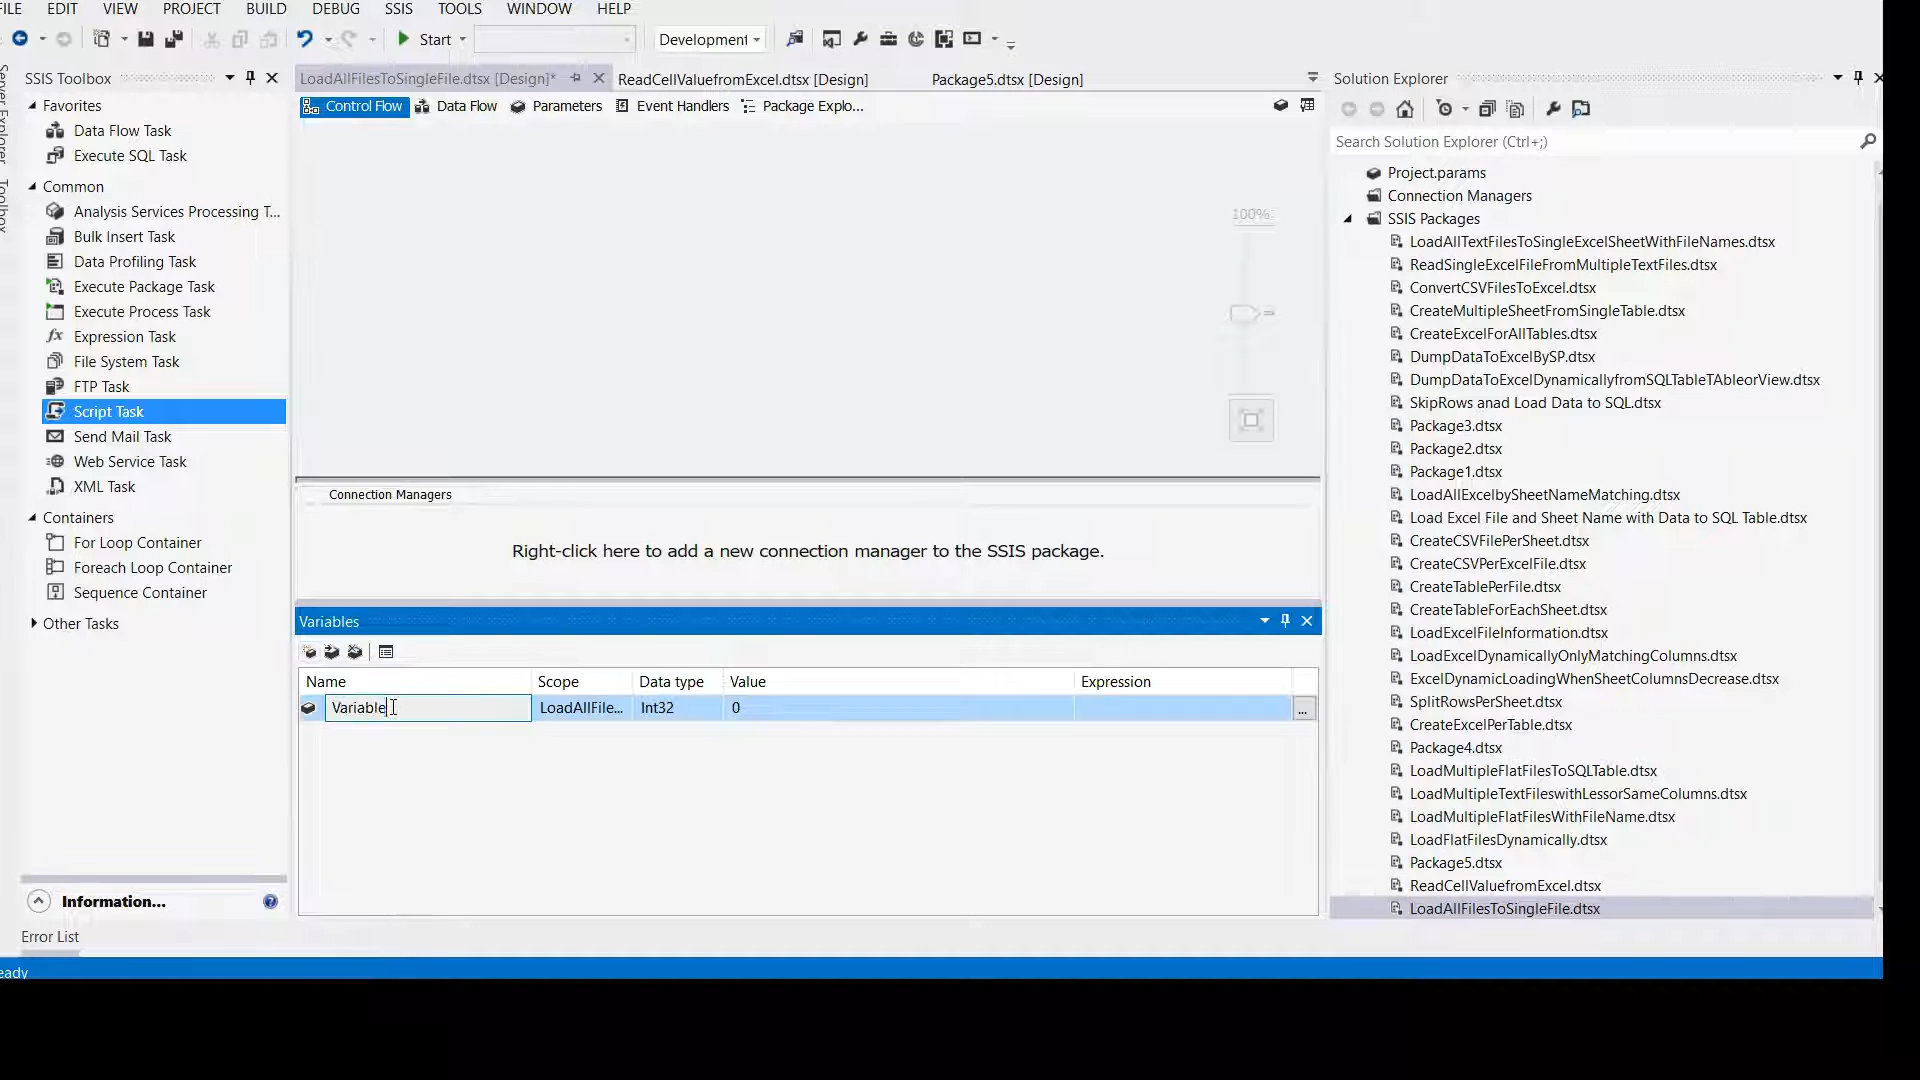 FILE EDIT VIEW PROJECT BUILD DEBUG SSIS TOOLS WINDOW HELP
Start Development
SSIS Toolbox
LoadAllFilesToSingleFile.dtsx [Design]* ReadCellValuefromExcel.dtsx [Design] Package5.dtsx [Design]
Solution Explorer
Server Explorer
Toolbox
Control Flow Data Flow Parameters Event Handlers Package Explo...
Search Solution Explorer (Ctrl+;)
Favorites
Data Flow Task
Execute SQL Task
Common
Analysis Services Processing T...
Bulk Insert Task
Data Profiling Task
Execute Package Task
Execute Process Task
fx Expression Task
File System Task
FTP Task
Script Task
Send Mail Task
Web Service Task
XML Task
Containers
For Loop Container
Foreach Loop Container
Sequence Container
Other Tasks
Information...
100%
Connection Managers
Right-click here to add a new connection manager to the SSIS package.
Variables
Name Scope Data type Value Expression
Variable LoadAllFile... Int32 0 ...
Project.params
Connection Managers
SSIS Packages
LoadAllTextFilesToSingleExcelSheetWithFileNames.dtsx
ReadSingleExcelFileFromMultipleTextFiles.dtsx
ConvertCSVFilesToExcel.dtsx
CreateMultipleSheetFromSingleTable.dtsx
CreateExcelForAllTables.dtsx
DumpDataToExcelBySP.dtsx
DumpDataToExcelDynamicallyfromSQLTableTAbleorView.dtsx
SkipRows anad Load Data to SQL.dtsx
Package3.dtsx
Package2.dtsx
Package1.dtsx
LoadAllExcelbySheetNameMatching.dtsx
Load Excel File and Sheet Name with Data to SQL Table.dtsx
CreateCSVFilePerSheet.dtsx
CreateCSVPerExcelFile.dtsx
CreateTablePerFile.dtsx
CreateTableForEachSheet.dtsx
LoadExcelFileInformation.dtsx
LoadExcelDynamicallyOnlyMatchingColumns.dtsx
ExcelDynamicLoadingWhenSheetColumnsDecrease.dtsx
SplitRowsPerSheet.dtsx
CreateExcelPerTable.dtsx
Package4.dtsx
LoadMultipleFlatFilesToSQLTable.dtsx
LoadMultipleTextFileswithLessorSameColumns.dtsx
LoadMultipleFlatFilesWithFileName.dtsx
LoadFlatFilesDynamically.dtsx
Package5.dtsx
ReadCellValuefromExcel.dtsx
LoadAllFilesToSingleFile.dtsx
Error List
eady